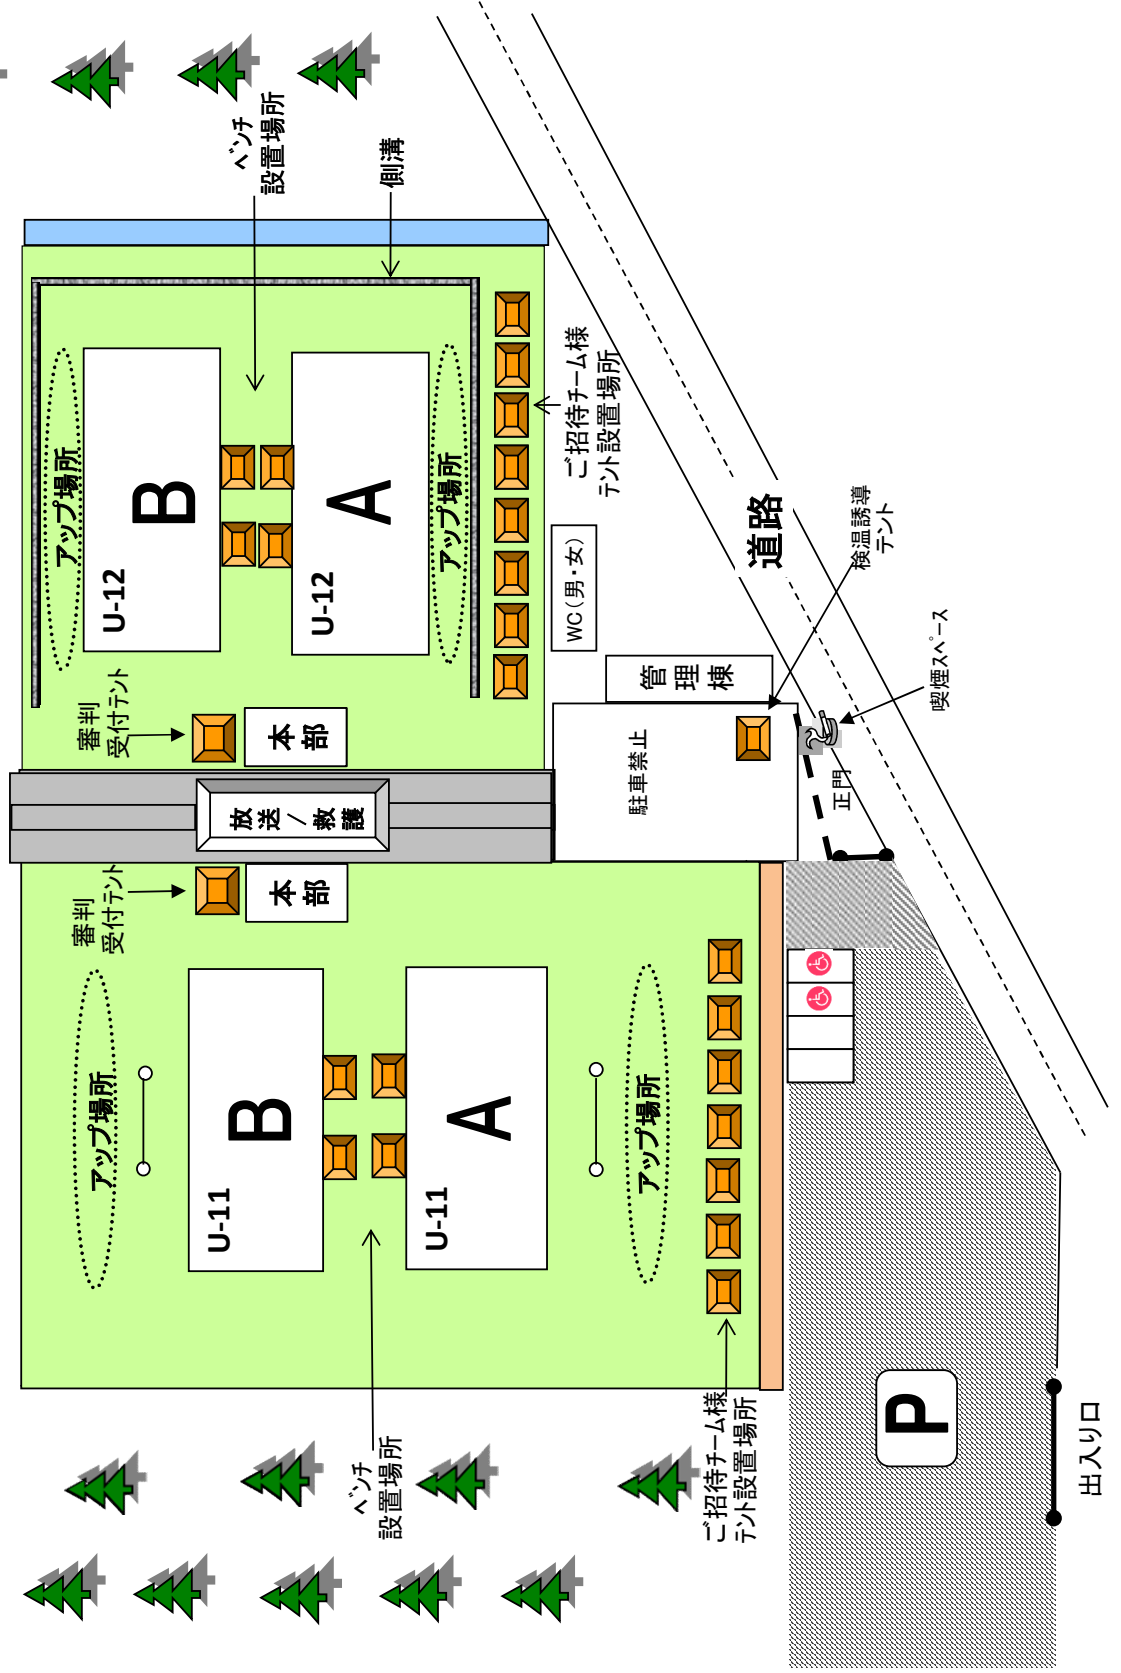 ベンチ
設置場所
側溝
アップ場所
B
U-12
A
U-12
アップ場所
ご招待チーム様
テント設置場所
WC（男・女）
道路
検温誘導
テント
喫煙スペース
管理棟
駐車禁止
正門
審判
受付テント
本部
放送／救護
審判
受付テント
本部
アップ場所
B
U-11
A
U-11
アップ場所
ベンチ
設置場所
ご招待チーム様
テント設置場所
P
出入り口